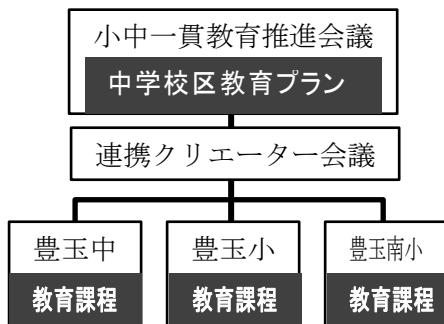 小中一貫教育推進会議
中学校区教育プラン
連携クリエーター会議
豊玉中 豊玉小 豊玉南小
教育課程 教育課程 教育課程